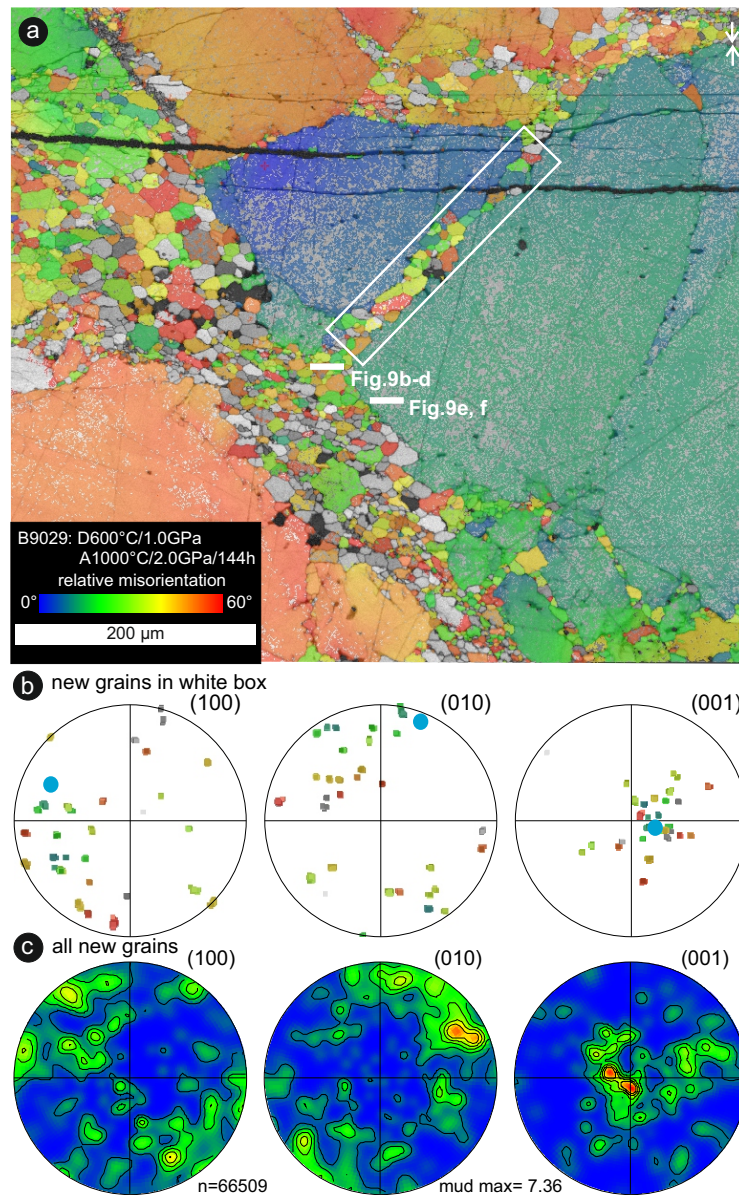 a
Fig.9b-d
Fig.9e, f
B9029: D600°C/1.0GPa
A1000°C/2.0GPa/144h
relative misorientation
0° 60°
200 µm
b new grains in white box
(100) (010) (001)
c all new grains
(100) (010) (001)
n=66509 mud max= 7.36